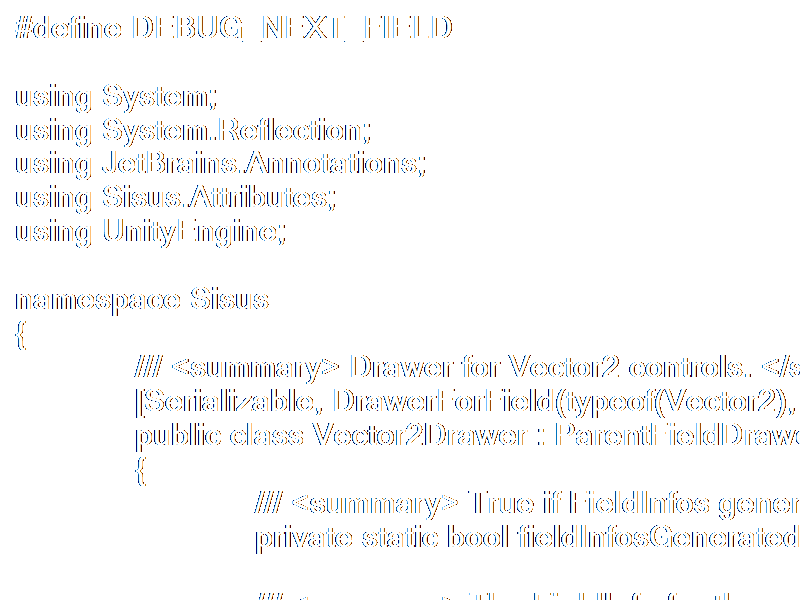 #define DEBUG_NEXT_FIELD
using System;
using System.Reflection;
using JetBrains.Annotations;
using Sisus.Attributes;
using UnityEngine;
namespace Sisus
{
/// <summary> Drawer for Vector2 controls. </s
[Serializable, DrawerForField(typeof(Vector2),
public class Vector2Drawer : ParentFieldDrawe
{
/// <summary> True if FieldInfos gener
private static bool fieldInfosGenerated